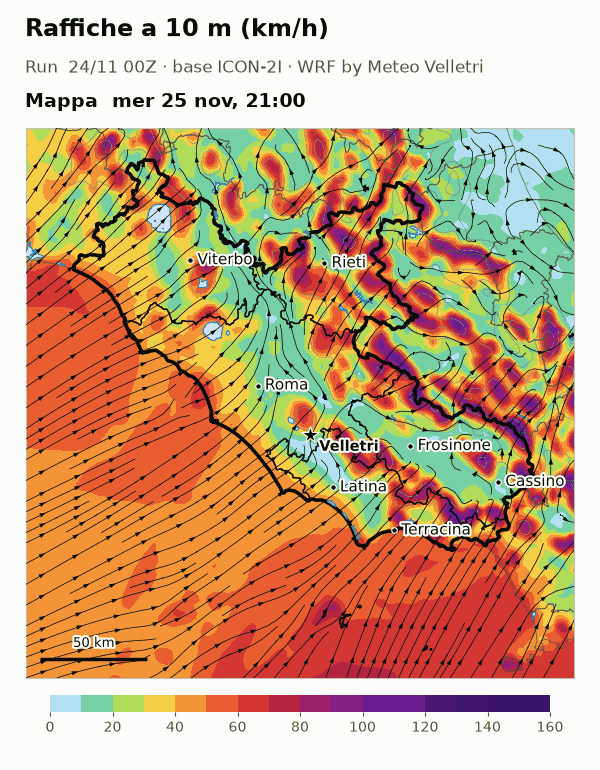 Raffiche a 10 m (km/h)
Run  24/11 00Z · base ICON-2I · WRF by Meteo Velletri
Mappa  mer 25 nov, 21:00
Viterbo
Rieti
Roma
Velletri
Frosinone
Latina
Cassino
Terracina
50 km
0 20 40 60 80 100 120 140 160